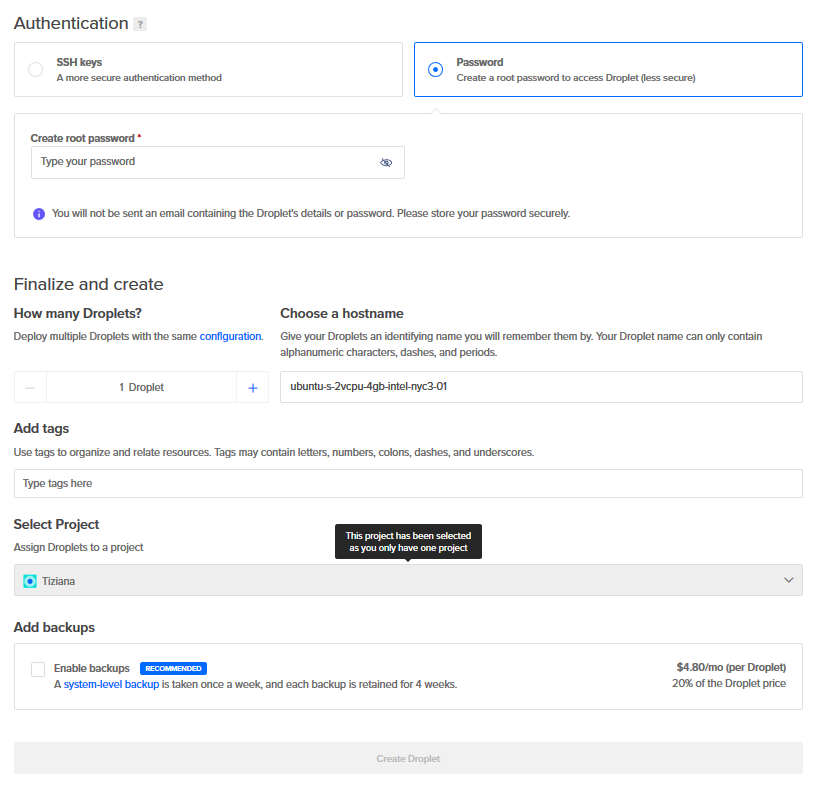 Authentication ?
SSH keys
A more secure authentication method
Password
Create a root password to access Droplet (less secure)
Create root password *
Type your password
You will not be sent an email containing the Droplet's details or password. Please store your password securely.
Finalize and create
How many Droplets?
Deploy multiple Droplets with the same configuration.
1 Droplet
Choose a hostname
Give your Droplets an identifying name you will remember them by. Your Droplet name can only contain
alphanumeric characters, dashes, and periods.
ubuntu-s-2vcpu-4gb-intel-nyc3-01
Add tags
Use tags to organize and relate resources. Tags may contain letters, numbers, colons, dashes, and underscores.
Type tags here
Select Project
Assign Droplets to a project
This project has been selected
as you only have one project
Tiziana
Add backups
Enable backups RECOMMENDED
A system-level backup is taken once a week, and each backup is retained for 4 weeks.
$4.80/mo (per Droplet)
20% of the Droplet price
Create Droplet